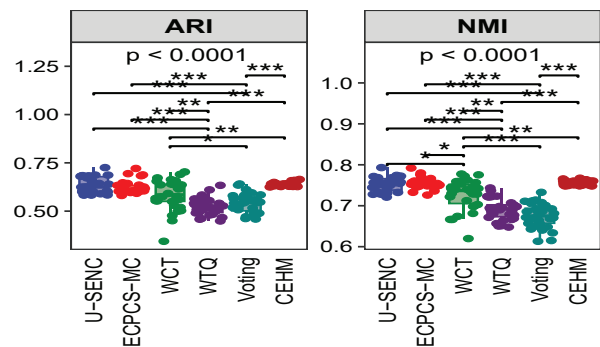 ARI
p < 0.0001
***
***
***
***
**
***
***
**
*
1.25
1.00
0.75
0.50
U-SENC
ECPCS-MC
WCT
WTQ
Voting
CEHM
NMI
p < 0.0001
***
***
***
***
**
***
***
**
***
*
*
1.0
0.9
0.8
0.7
0.6
U-SENC
ECPCS-MC
WCT
WTQ
Voting
CEHM